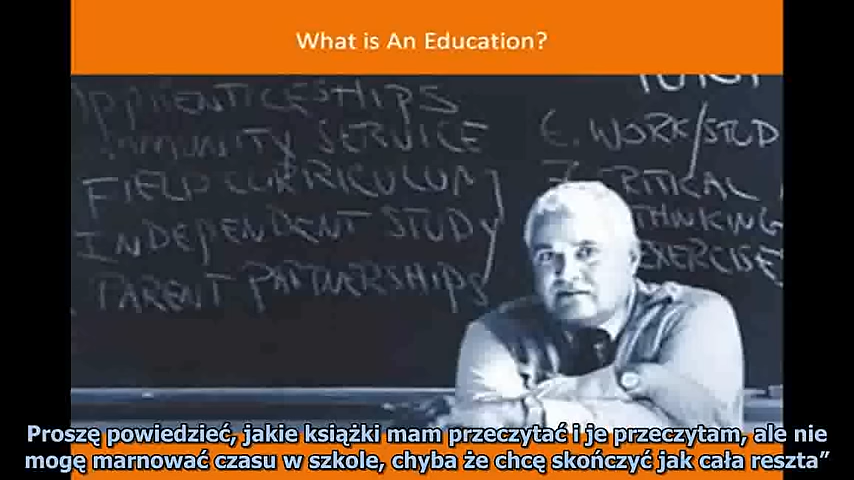 What is An Education?
APPRENTICESHIPS
COMMUNITY SERVICE
FIELD CURRICULUM
INDEPENDENT STUDY
PARENT PARTNERSHIPS
E. WORK/STUD
CRITICAL
THINKING
EXERCISE
Proszę powiedzieć, jakie książki mam przeczytać i je przeczytam, ale nie
mogę marnować czasu w szkole, chyba że chcę skończyć jak cała reszta”